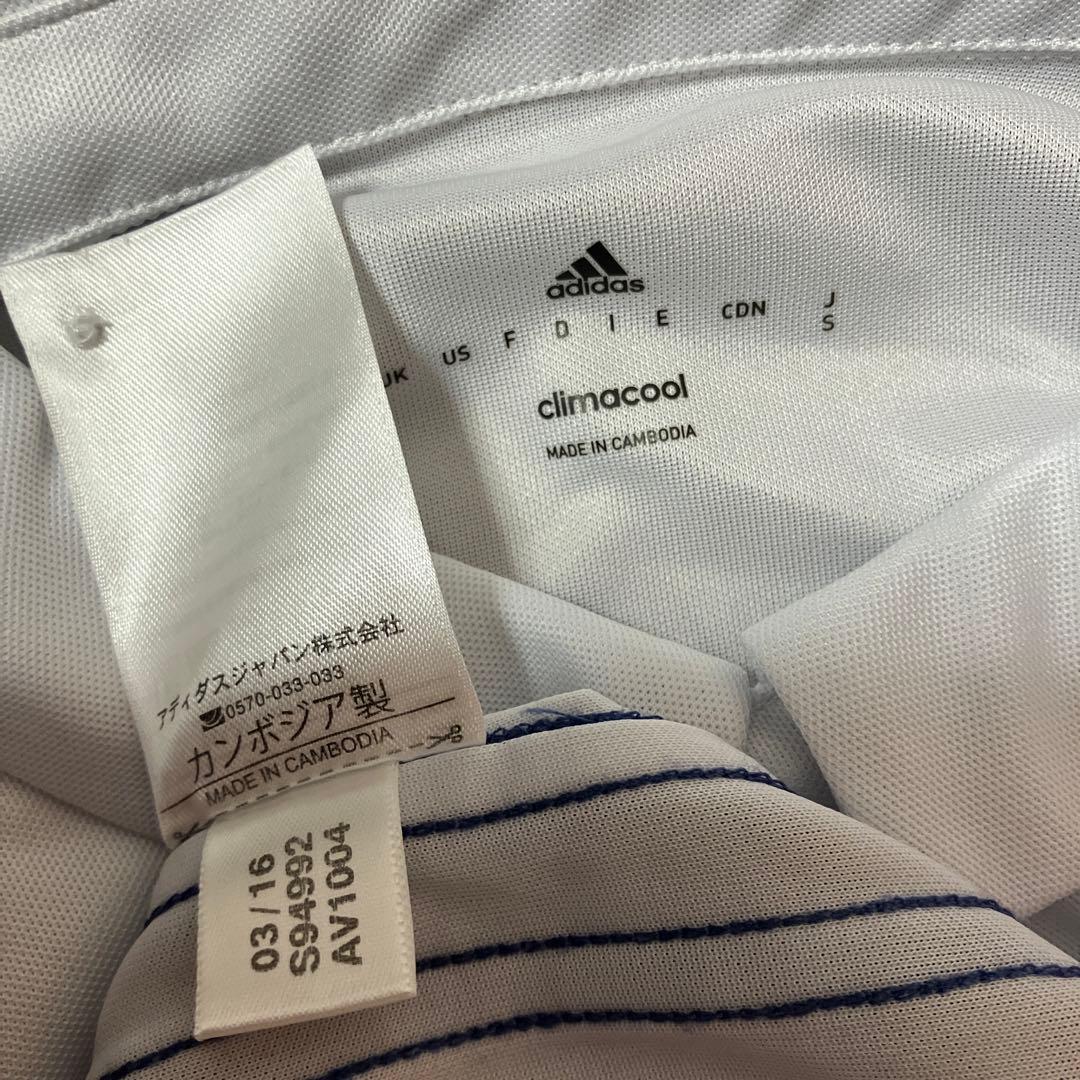 adidas
UK US F D I E CDN J
S
climacool
MADE IN CAMBODIA
アディダスジャパン株式会社
0570-033-033
カンボジア製
MADE IN CAMBODIA
03/16
S94992
AV1004